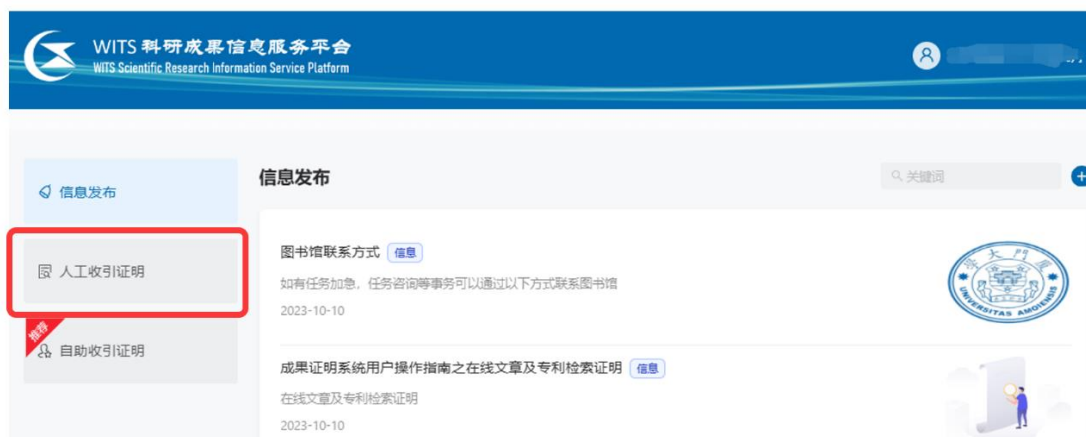 WITS 科研成果信息服务平台
WITS Scientific Research Information Service Platform
信息发布
人工收引证明
推荐
自助收引证明
信息发布
关键词
图书馆联系方式 信息
如有任务加急,任务咨询等事务可以通过以下方式联系图书馆
2023-10-10
成果证明系统用户操作指南之在线文章及专利检索证明 信息
在线文章及专利检索证明
2023-10-10
學大門廈
UNIVERSITAS AMOIENSIS